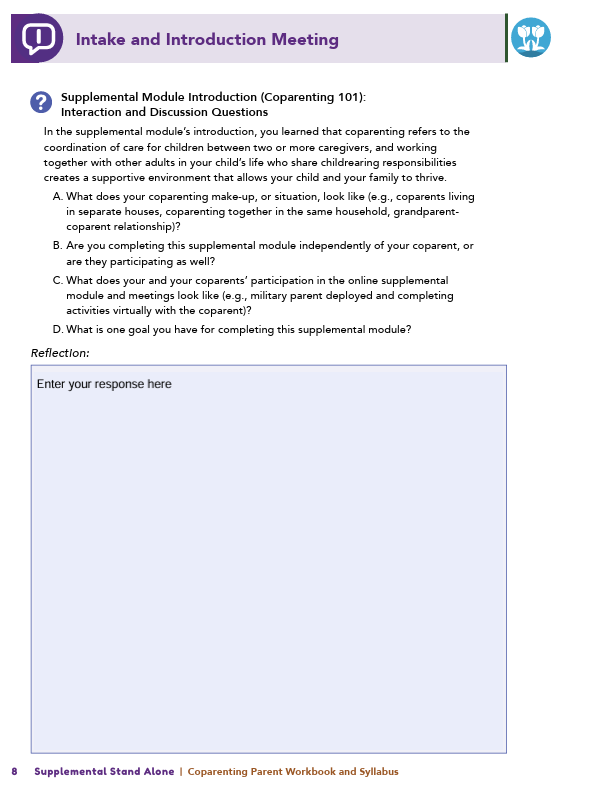 Intake and Introduction Meeting
?
Supplemental Module Introduction (Coparenting 101):
Interaction and Discussion Questions
In the supplemental module's introduction, you learned that coparenting refers to the
coordination of care for children between two or more caregivers, and working
together with other adults in your child's life who share childrearing responsibilities
creates a supportive environment that allows your child and your family to thrive.
A. What does your coparenting make-up, or situation, look like (e.g., coparents living
in separate houses, coparenting together in the same household, grandparent-
coparent relationship)?
B. Are you completing this supplemental module independently of your coparent, or
are they participating as well?
C. What does your and your coparents' participation in the online supplemental
module and meetings look like (e.g., military parent deployed and completing
activities virtually with the coparent)?
D. What is one goal you have for completing this supplemental module?
Reflection:
Enter your response here
8 Supplemental Stand Alone | Coparenting Parent Workbook and Syllabus